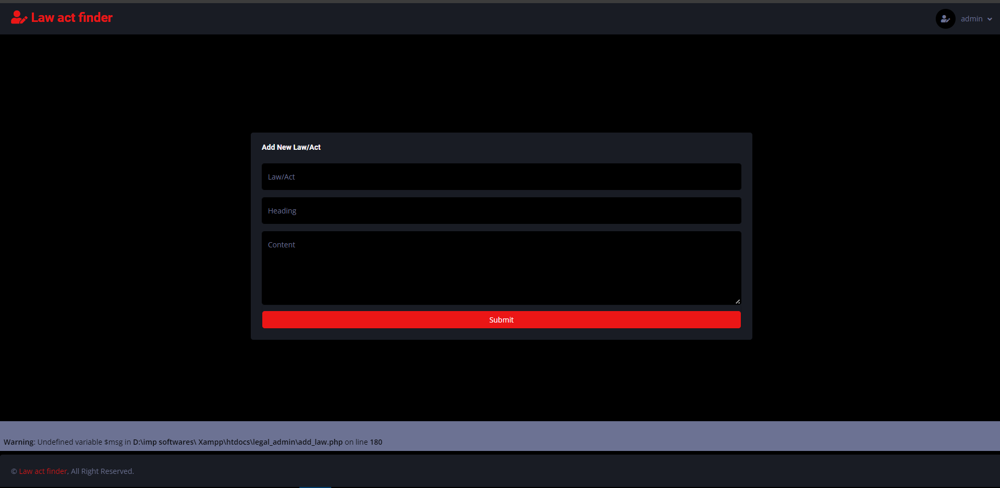 Law act finder
admin
Add New Law/Act
Law/Act
Heading
Content
Submit
Warning: Undefined variable $msg in D:\imp softwares\ Xampp\htdocs\legal_admin\add_law.php on line 180
© Law act finder, All Right Reserved.